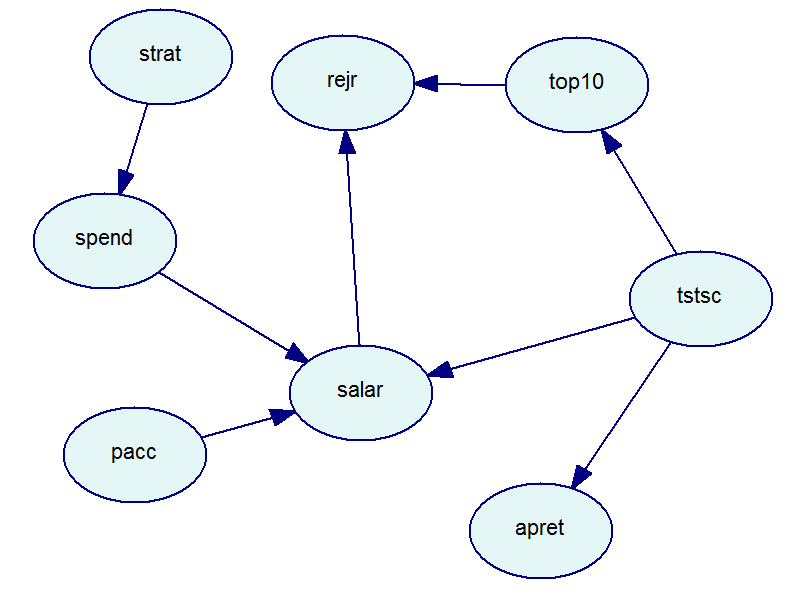 strat
rejr
top10
spend
tstsc
salar
pacc
apret